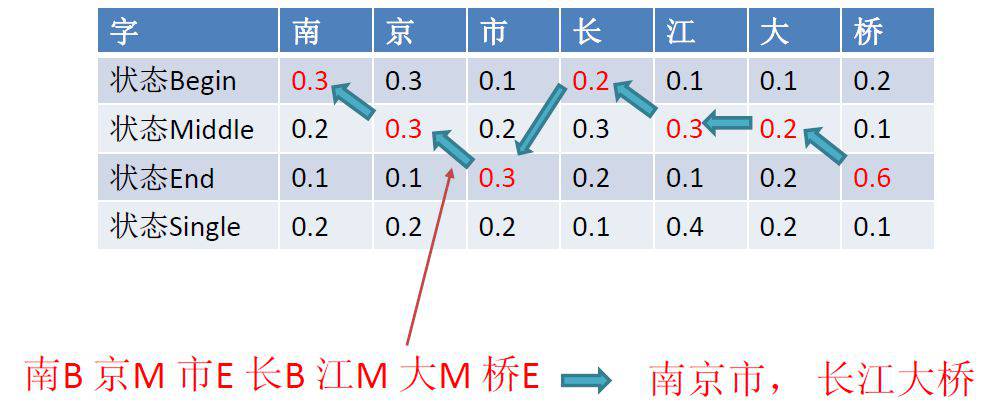 字 南 京 市 长 江 大 桥
状态Begin 0.3 0.3 0.1 0.2 0.1 0.1 0.2
状态Middle 0.2 0.3 0.2 0.3 0.3 0.2 0.1
状态End 0.1 0.1 0.3 0.2 0.1 0.2 0.6
状态Single 0.2 0.2 0.2 0.1 0.4 0.2 0.1
南B 京M 市E 长B 江M 大M 桥E 南京市， 长江大桥